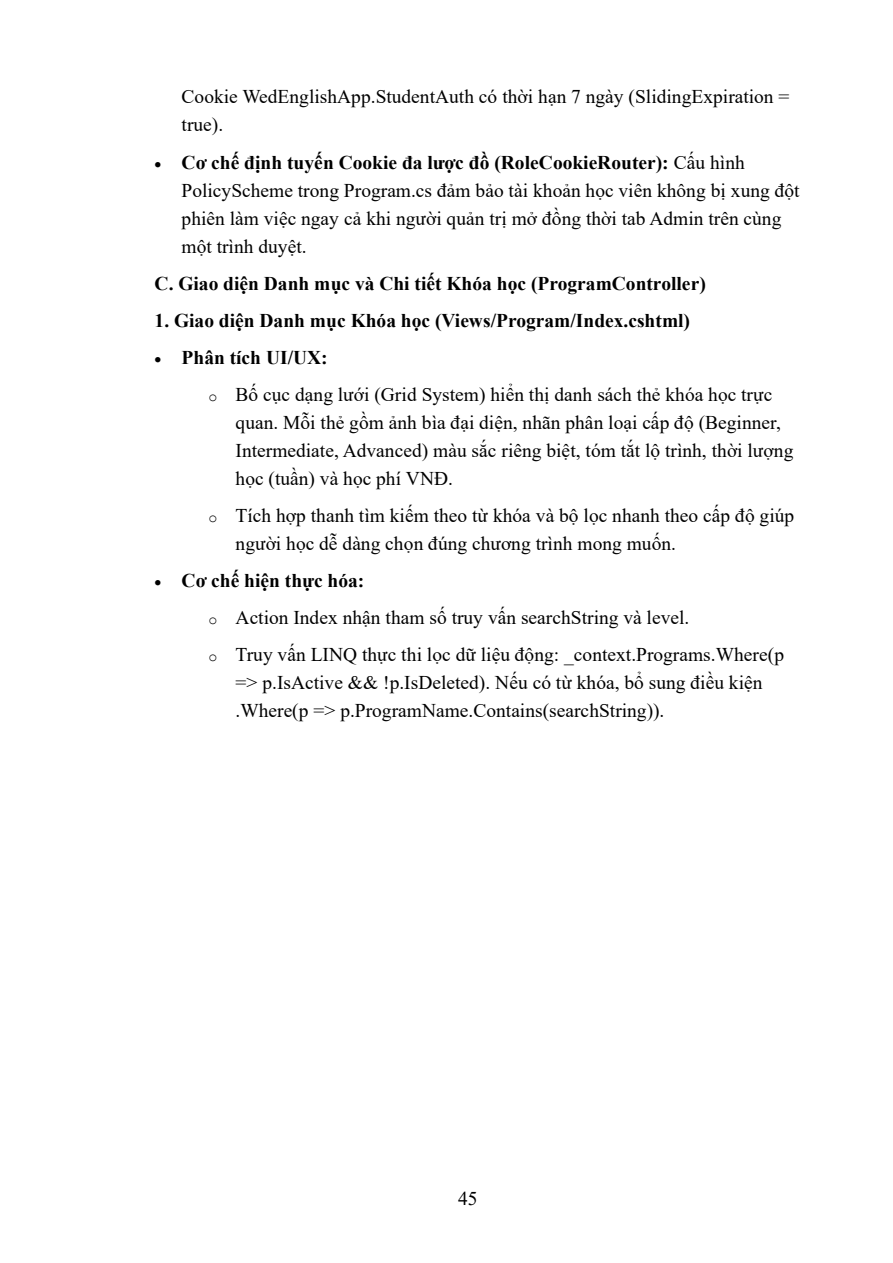 Cookie WedEnglishApp.StudentAuth có thời hạn 7 ngày (SlidingExpiration =
true).
• Cơ chế định tuyến Cookie đa lược đồ (RoleCookieRouter): Cấu hình
PolicyScheme trong Program.cs đảm bảo tài khoản học viên không bị xung đột
phiên làm việc ngay cả khi người quản trị mở đồng thời tab Admin trên cùng
một trình duyệt.
C. Giao diện Danh mục và Chi tiết Khóa học (ProgramController)
1. Giao diện Danh mục Khóa học (Views/Program/Index.cshtml)
• Phân tích UI/UX:
o Bố cục dạng lưới (Grid System) hiển thị danh sách thẻ khóa học trực
quan. Mỗi thẻ gồm ảnh bìa đại diện, nhãn phân loại cấp độ (Beginner,
Intermediate, Advanced) màu sắc riêng biệt, tóm tắt lộ trình, thời lượng
học (tuần) và học phí VNĐ.
o Tích hợp thanh tìm kiếm theo từ khóa và bộ lọc nhanh theo cấp độ giúp
người học dễ dàng chọn đúng chương trình mong muốn.
• Cơ chế hiện thực hóa:
o Action Index nhận tham số truy vấn searchString và level.
o Truy vấn LINQ thực thi lọc dữ liệu động: _context.Programs.Where(p
=> p.IsActive && !p.IsDeleted). Nếu có từ khóa, bổ sung điều kiện
.Where(p => p.ProgramName.Contains(searchString)).
45